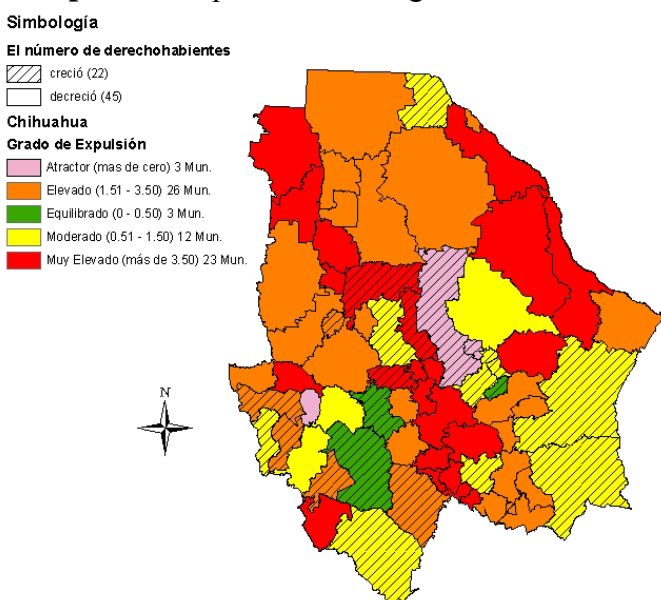 Simbología
El número de derechohabientes
creció (22)
decreció (45)
Chihuahua
Grado de Expulsión
Atractor (mas de cero) 3 Mun.
Elevado (1.51 - 3.50) 26 Mun.
Equilibrado (0 - 0.50) 3 Mun.
Moderado (0.51 - 1.50) 12 Mun.
Muy Elevado (más de 3.50) 23 Mun.
N